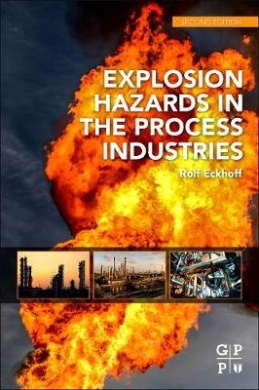 SECOND EDITION
EXPLOSION
HAZARDS IN
THE PROCESS
INDUSTRIES
Rolf Eckhoff
G P
P